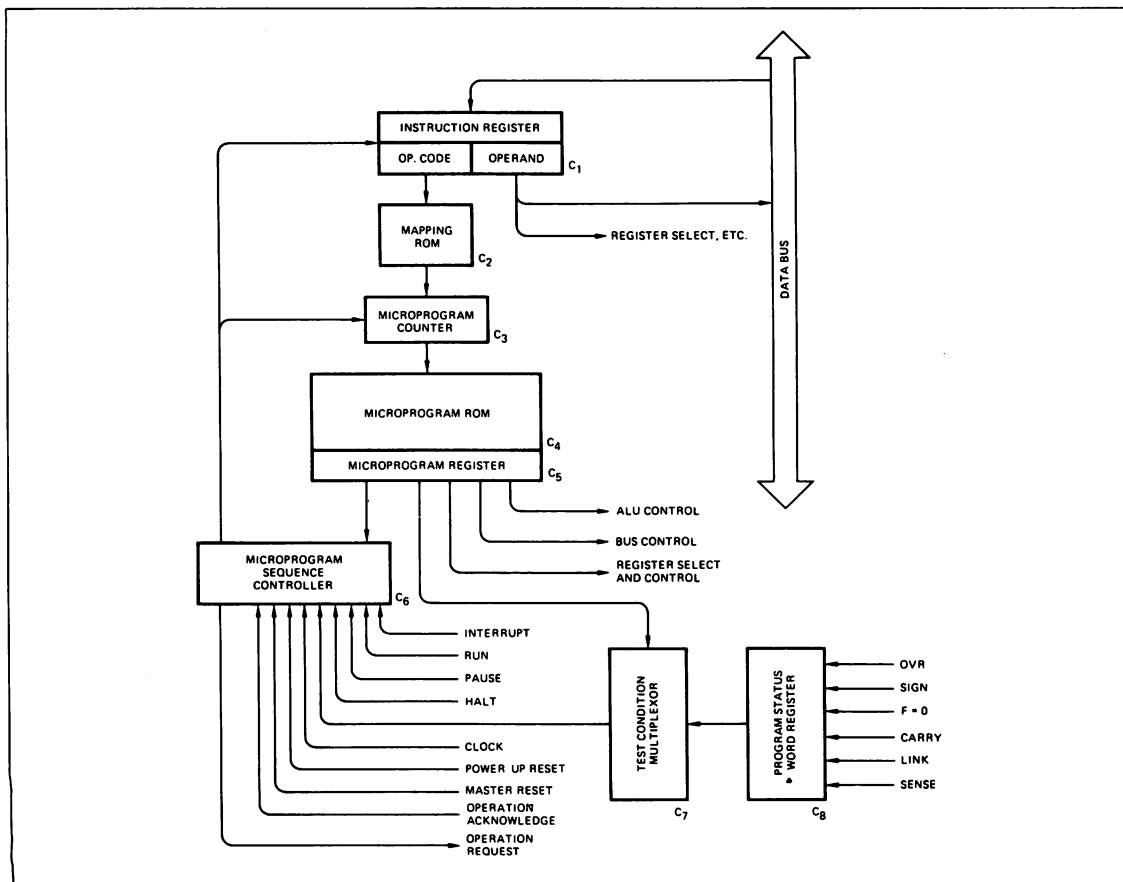 INSTRUCTION REGISTER
OP. CODE
OPERAND
C1
MAPPING
ROM
C2
REGISTER SELECT, ETC.
DATA BUS
MICROPROGRAM
COUNTER
C3
MICROPROGRAM ROM
C4
MICROPROGRAM REGISTER
C5
ALU CONTROL
BUS CONTROL
REGISTER SELECT
AND CONTROL
MICROPROGRAM
SEQUENCE
CONTROLLER
C6
INTERRUPT
RUN
PAUSE
HALT
CLOCK
POWER UP RESET
MASTER RESET
OPERATION
ACKNOWLEDGE
OPERATION
REQUEST
TEST CONDITION
MULTIPLEXOR
C7
PROGRAM STATUS
WORD REGISTER
C8
OVR
SIGN
F = 0
CARRY
LINK
SENSE